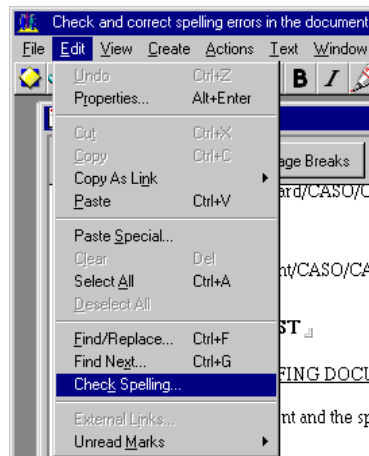 Check and correct spelling errors in the document
File Edit View Create Actions Text Window
B I
Undo Ctrl+Z
Properties... Alt+Enter
Cut Ctrl+X
Copy Ctrl+C
Copy As Link
Paste Ctrl+V
Paste Special...
Clear Del
Select All Ctrl+A
Deselect All
Find/Replace... Ctrl+F
Find Next... Ctrl+G
Check Spelling...
External Links...
Unread Marks
age Breaks
ard/CASO/C
nt/CASO/CA
ST
FING DOCU
nt and the sp